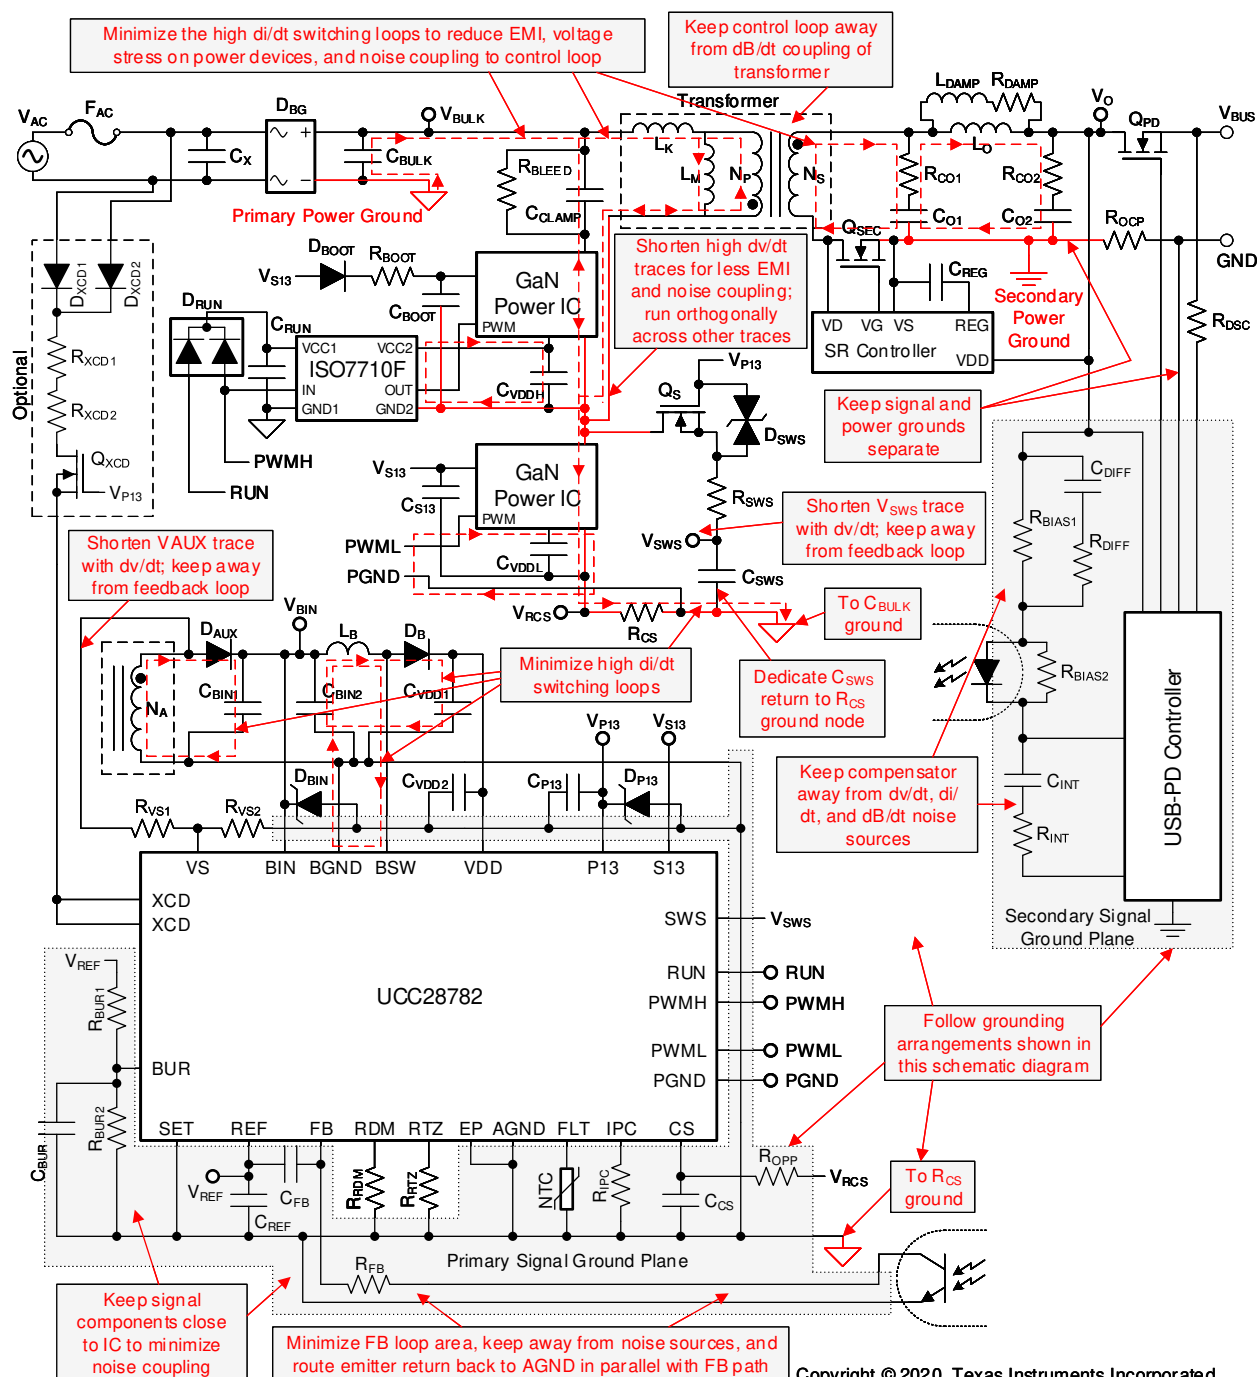 Minimize the high di/dt switching loops to reduce EMI, voltage
stress on power devices, and noise coupling to control loop
Keep control loop away
from dB/dt coupling of
transformer
VAC
FAC
DBG
VBULK
Transformer
LDAMP
RDAMP
VO
QPD
VBUS
CX
CBULK
RBLEED
LK
LM
NP
NS
LO
RCO1
RCO2
Primary Power Ground
CCLAMP
QSEC
CO1
CO2
ROCP
GND
Shorten high dv/dt
traces for less EMI
and noise coupling;
run orthogonally
across other traces
DBOOT
RBOOT
VS13
GaN
Power IC
PWM
CBOOT
CREG
Secondary
Power
Ground
DXCD1
DXCD2
DRUN
CRUN
VCC1
VCC2
ISO7710F
IN
OUT
GND1
GND2
CVDDH
VD
VG
VS
REG
SR Controller
VDD
RDSC
Optional
RXCD1
RXCD2
QXCD
VP13
PWMH
RUN
VP13
QS
DSWS
Keep signal and
power grounds
separate
VS13
CS13
GaN
Power IC
PWM
RSWS
CDIFF
RBIAS1
RDIFF
Shorten VAUX trace
with dv/dt; keep away
from feedback loop
PWML
PGND
CVDDL
VSWS
CSWS
Shorten VSWS trace
with dv/dt; keep away
from feedback loop
VRCS
RCS
To CBULK
ground
VBIN
DAUX
LB
DB
NA
CBIN1
CBIN2
CVDD1
Minimize high di/dt
switching loops
Dedicate CSWS
return to RCS
ground node
RBIAS2
USB-PD Controller
VP13
VS13
DBIN
CVDD2
CP13
DP13
Keep compensator
away from dv/dt, di/
dt, and dB/dt noise
sources
CINT
RINT
RVS1
RVS2
VS
BIN
BGND
BSW
VDD
P13
S13
XCD
XCD
SWS
VSWS
Secondary Signal
Ground Plane
VREF
RBUR1
UCC28782
RUN
RUN
PWMH
PWMH
BUR
PWML
PWML
PGND
PGND
Follow grounding
arrangements shown in
this schematic diagram
CBUR
RBUR2
SET
REF
FB
RDM
RTZ
EP
AGND
FLT
IPC
CS
VREF
CFB
CREF
RRDM
RRTZ
NTC
RIPC
CCS
ROPP
VRCS
To RCS
ground
Primary Signal Ground Plane
RFB
Keep signal
components close
to IC to minimize
noise coupling
Minimize FB loop area, keep away from noise sources, and
route emitter return back to AGND in parallel with FB path
Copyright © 2020, Texas Instruments Incorporated